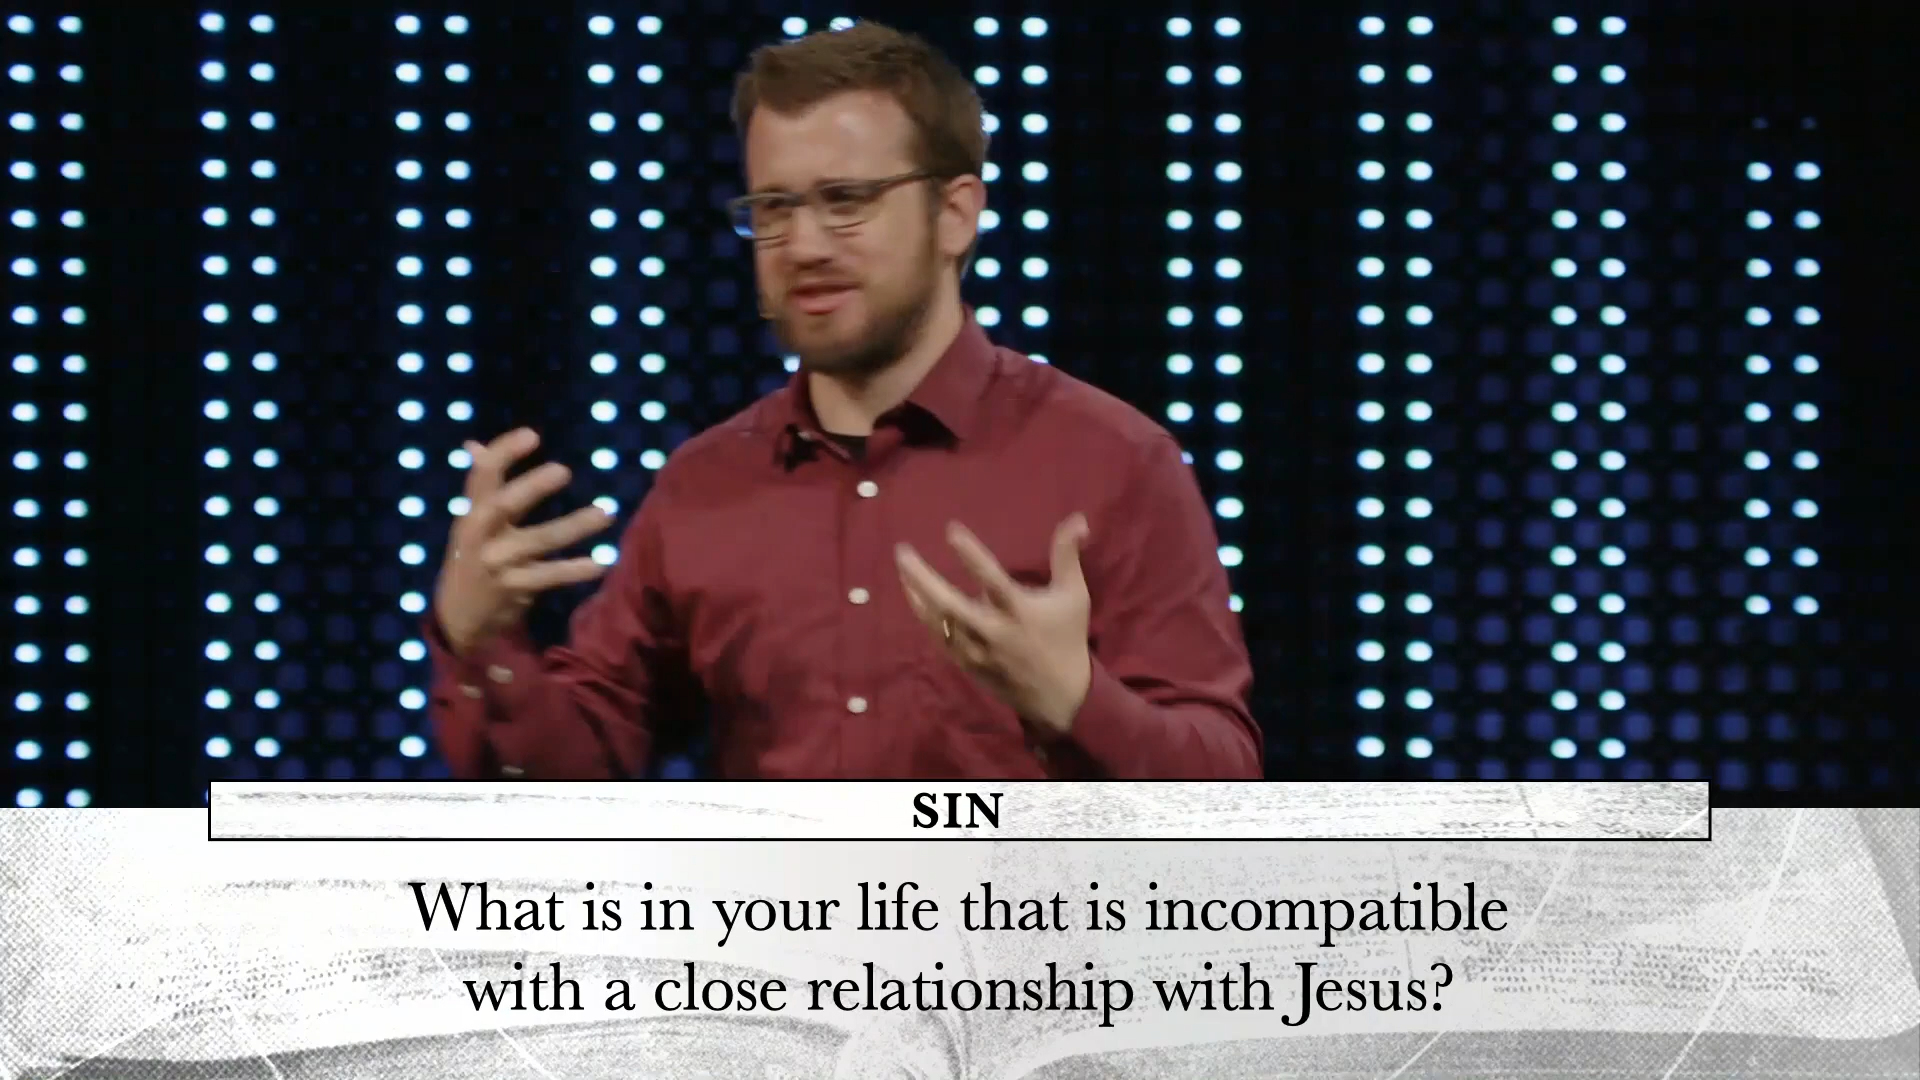 SIN
What is in your life that is incompatible
with a close relationship with Jesus?